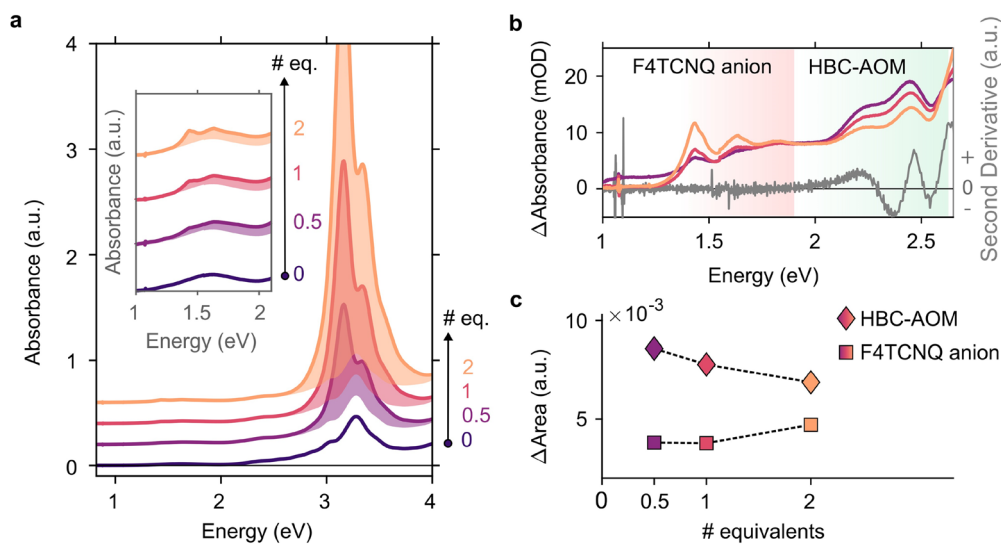 a
Absorbance (a.u.)
4
3
2
1
0
1
2
3
4
Energy (eV)
# eq.
2
1
0.5
0
Absorbance (a.u.)
1
1.5
2
Energy (eV)
# eq.
2
1
0.5
0
b
ΔAbsorbance (mOD)
20
10
0
F4TCNQ anion
HBC-AOM
+
0
-
Second Derivative (a.u.)
1
1.5
2
2.5
Energy (eV)
c
ΔArea (a.u.)
10
× 10-3
5
HBC-AOM
F4TCNQ anion
0
0.5
1
2
# equivalents